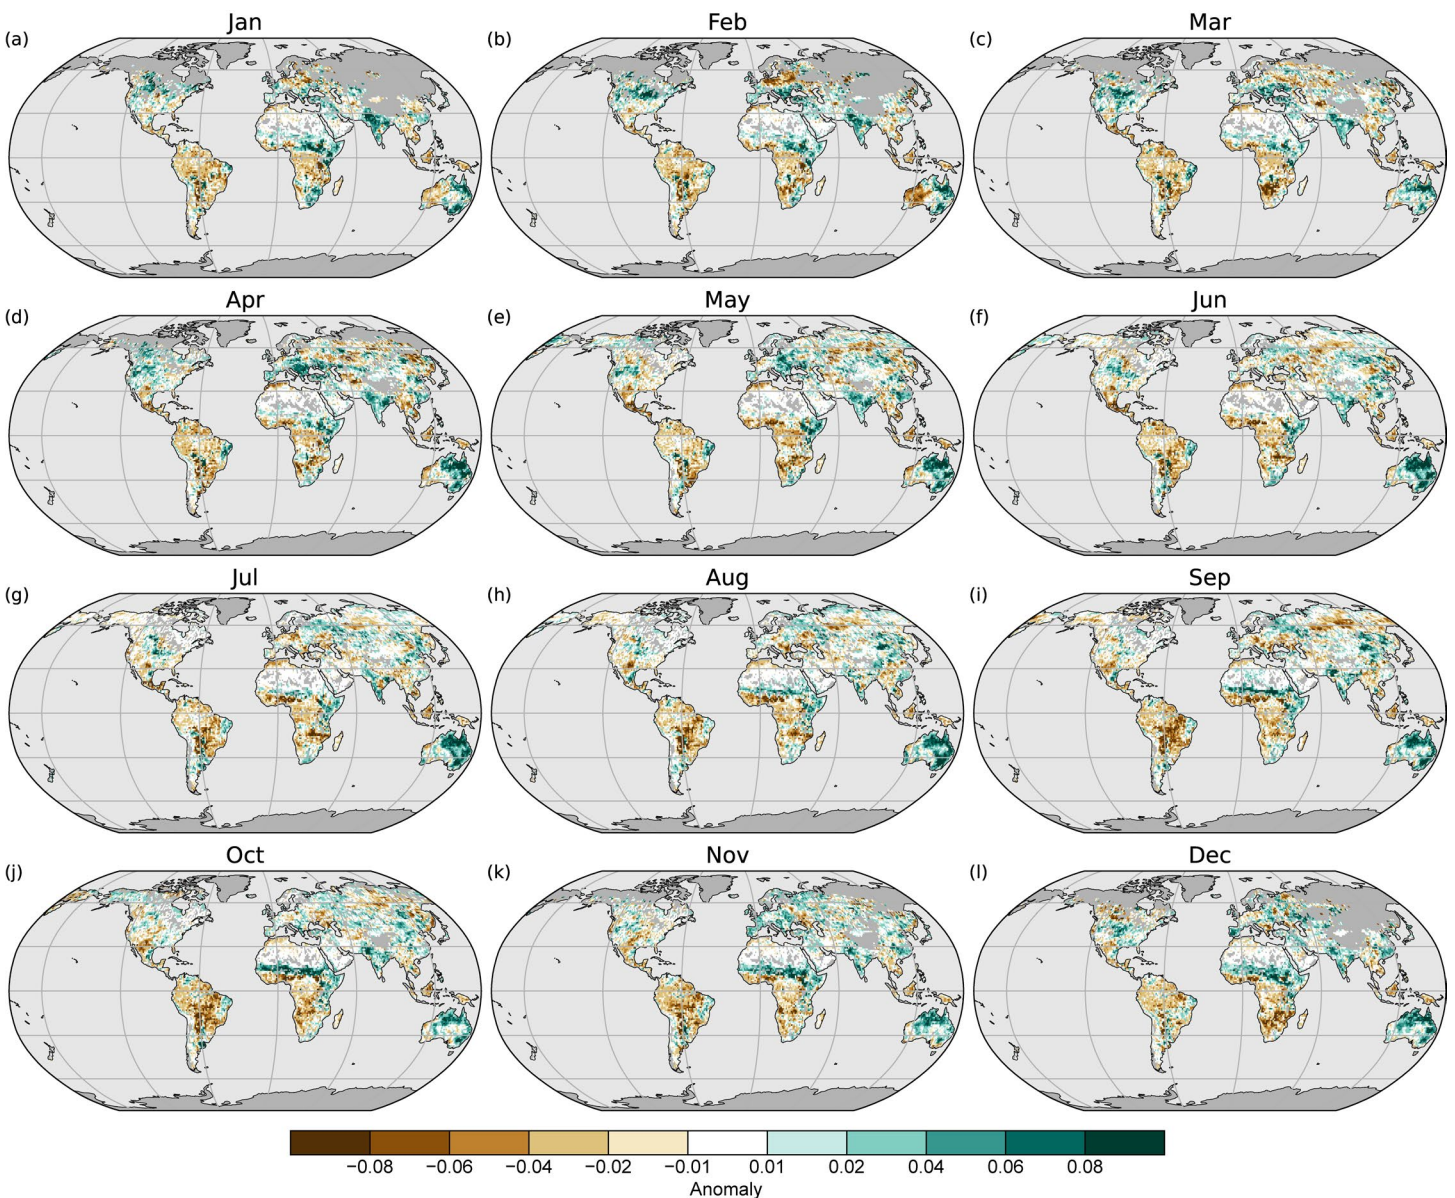 Jan Feb Mar
(a) (b) (c)
Apr May Jun
(d) (e) (f)
Jul Aug Sep
(g) (h) (i)
Oct Nov Dec
(j) (k) (l)
−0.08 −0.06 −0.04 −0.02 −0.01 0.01 0.02 0.04 0.06 0.08
Anomaly